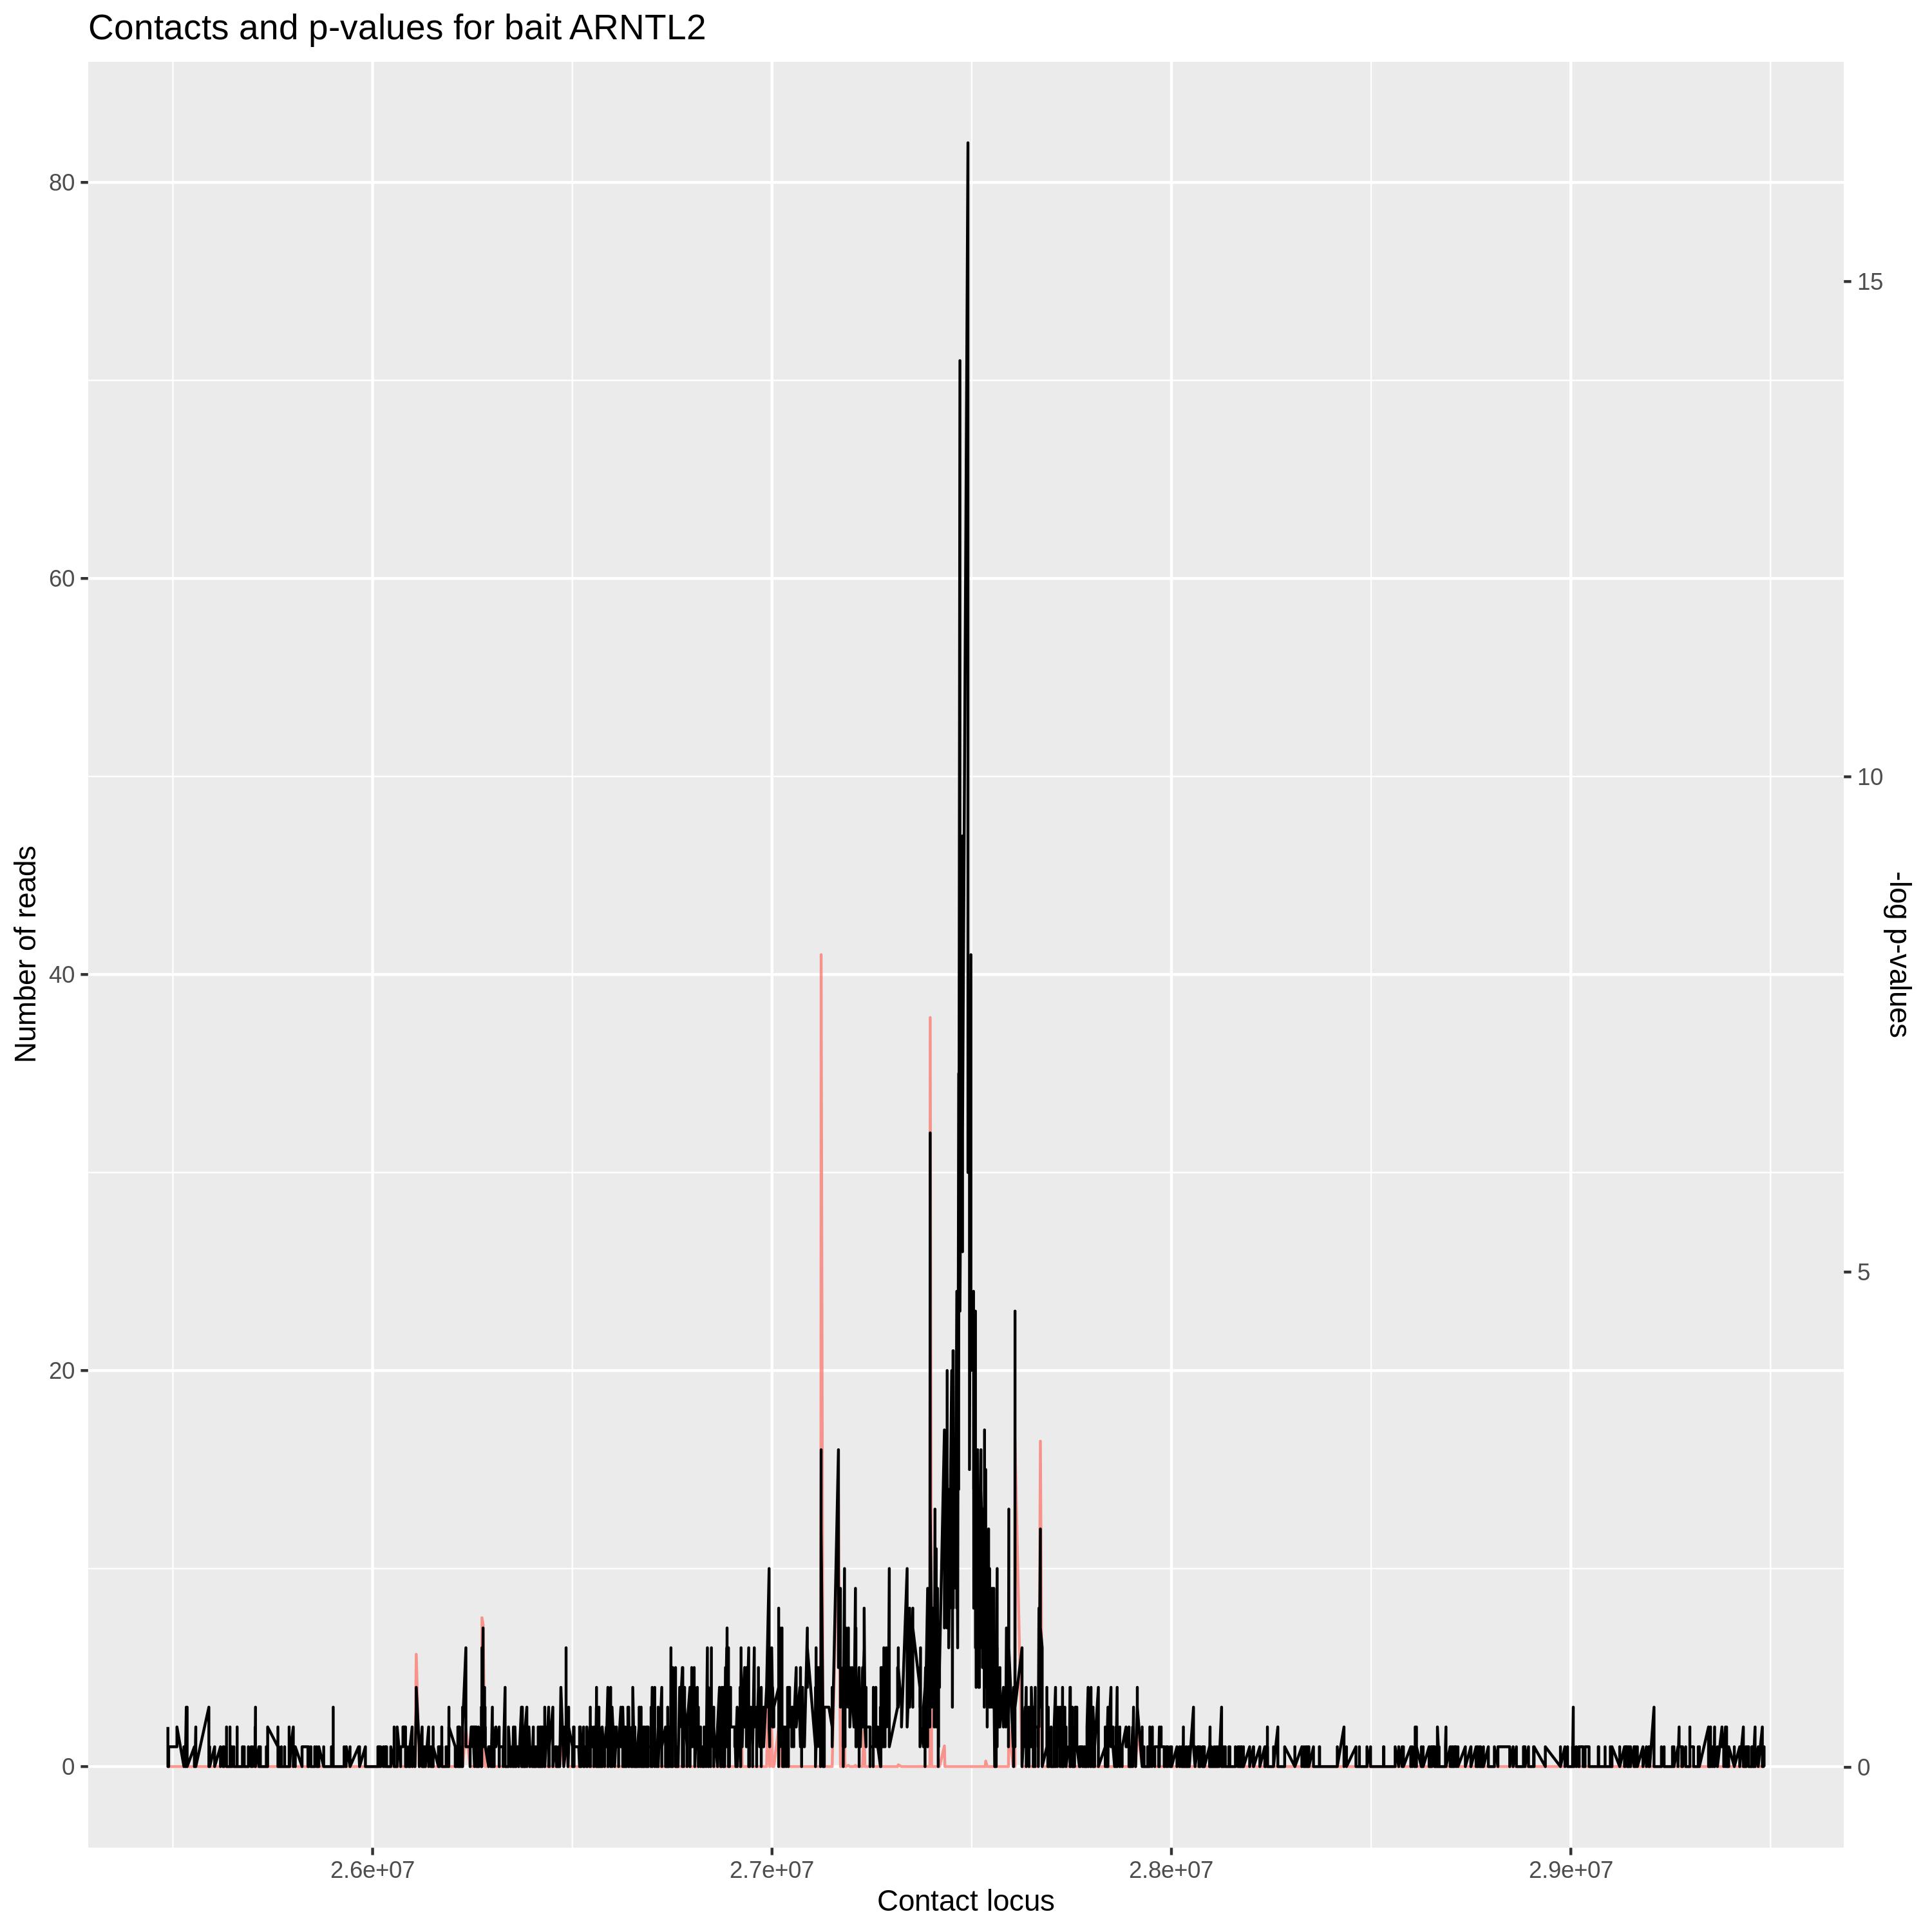 Contacts and p-values for bait ARNTL2
80
60
40
20
0
Number of reads
15
10
5
0
-log p-values
2.6e+07
2.7e+07
2.8e+07
2.9e+07
Contact locus